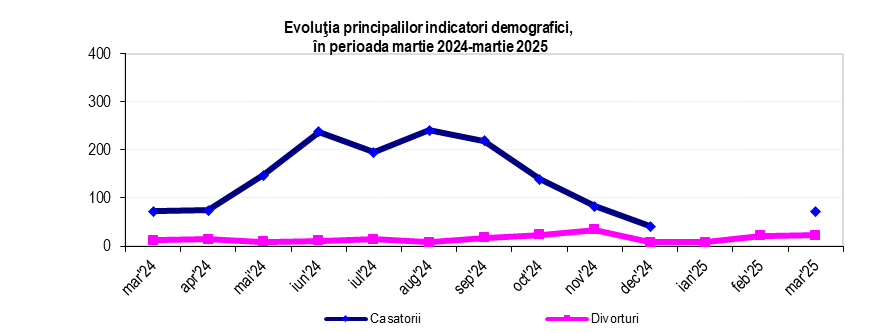 Evoluţia principalilor indicatori demografici,
în perioada martie 2024-martie 2025
400
300
200
100
0
mar'24 apr'24 mai'24 iun'24 iul'24 aug'24 sep'24 oct'24 nov'24 dec'24 ian'25 feb'25 mar'25
Casatorii Divorturi